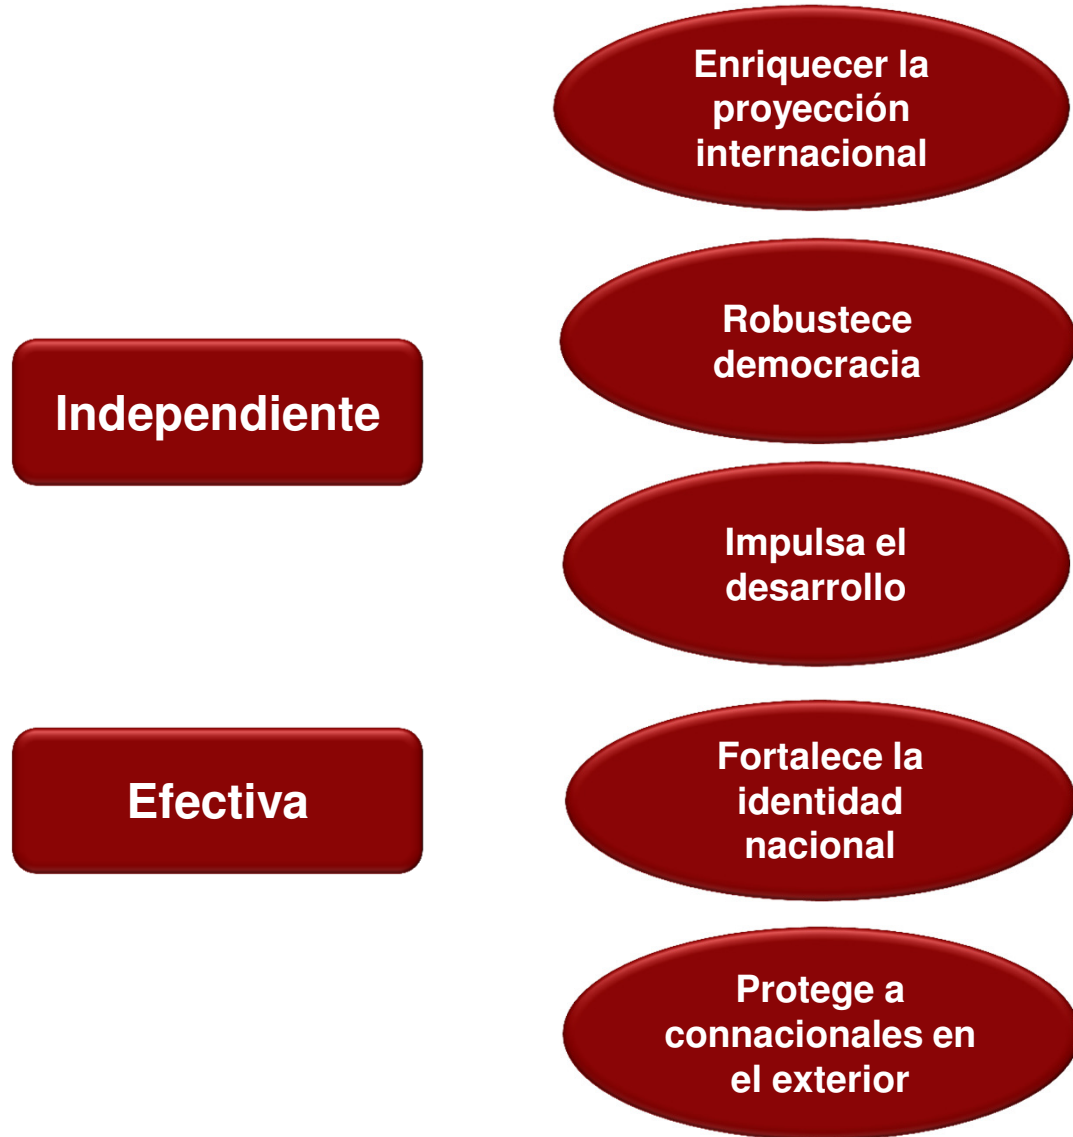 Independiente
Efectiva
Enriquecer la
proyección
internacional
Robustece
democracia
Impulsa el
desarrollo
Fortalece la
identidad
nacional
Protege a
connacionales en
el exterior